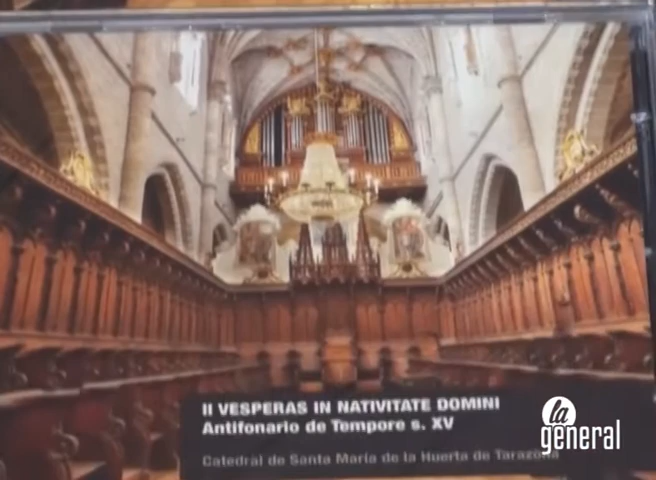 II VESPERAS IN NATIVITATE DOMINI
Antifonario de Tempore s. XV
Catedral de Santa María de la Huerta de Tarazona
la
general